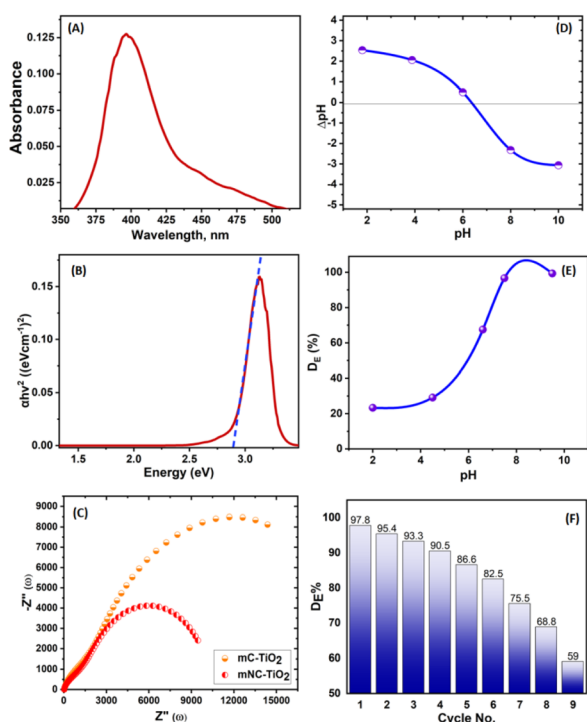 (A)
Absorbance
0.125
0.100
0.075
0.050
0.025
350 375 400 425 450 475 500
Wavelength, nm
(D)
ΔpH
3
2
1
0
-1
-2
-3
-4
-5
2 4 6 8 10
pH
(B)
αhv² ((eVcm⁻¹)²)
0.15
0.10
0.05
0.00
1.5 2.0 2.5 3.0
Energy (eV)
(E)
D_E (%)
100
80
60
40
20
0
2 4 6 8 10
pH
(C)
-Z'' (ω)
9000
8000
7000
6000
5000
4000
3000
2000
1000
0
0 3000 6000 9000 12000 15000
Z'' (ω)
mC-TiO₂
mNC-TiO₂
(F)
D_E%
100
90
80
70
60
50
97.8
95.4
93.3
90.5
86.6
82.5
75.5
68.8
59
1 2 3 4 5 6 7 8 9
Cycle No.